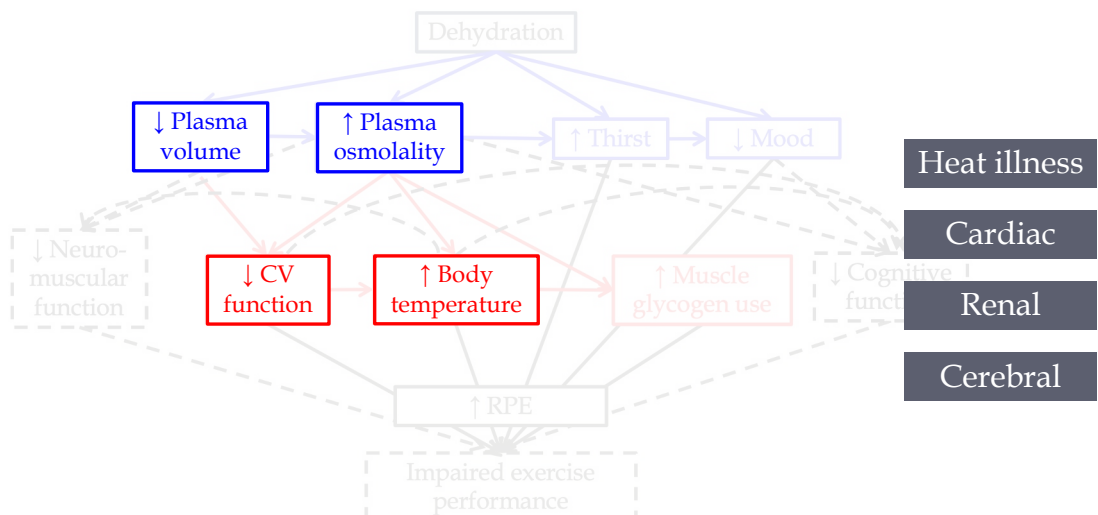 Dehydration
↓ Plasma
volume
↑ Plasma
osmolality
↑ Thirst
↓ Mood
Heat illness
Cardiac
Renal
Cerebral
↓ Neuro-
muscular
function
↓ CV
function
↑ Body
temperature
↑ Muscle
glycogen use
↓ Cognitive
function
↑ RPE
Impaired exercise
performance